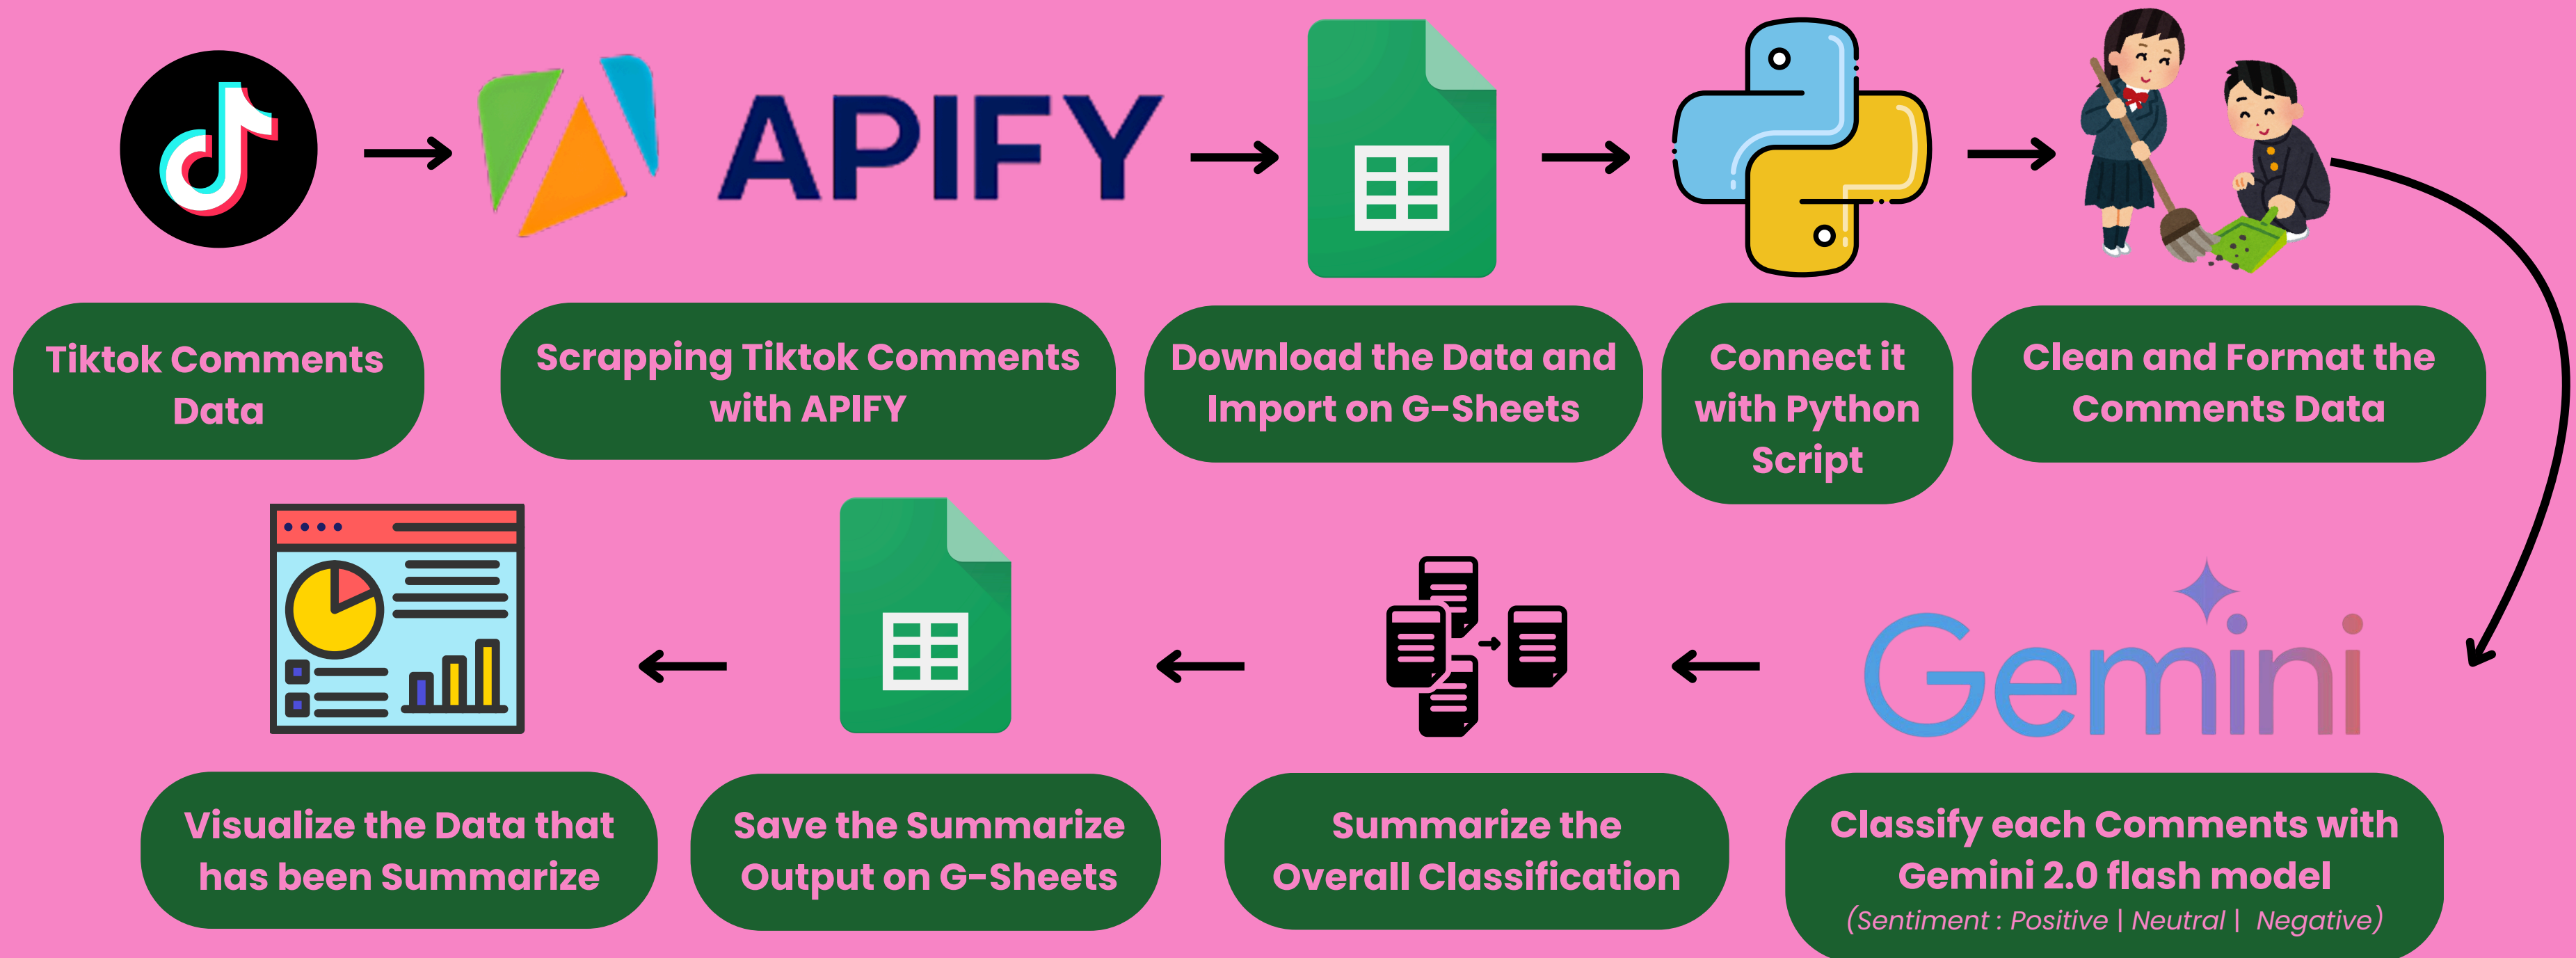 APIFY
Tiktok Comments
Data
Scrapping Tiktok Comments
with APIFY
Download the Data and
Import on G-Sheets
Connect it
with Python
Script
Clean and Format the
Comments Data
Gemini
Visualize the Data that
has been Summarize
Save the Summarize
Output on G-Sheets
Summarize the
Overall Classification
Classify each Comments with
Gemini 2.0 flash model
(Sentiment : Positive | Neutral | Negative)